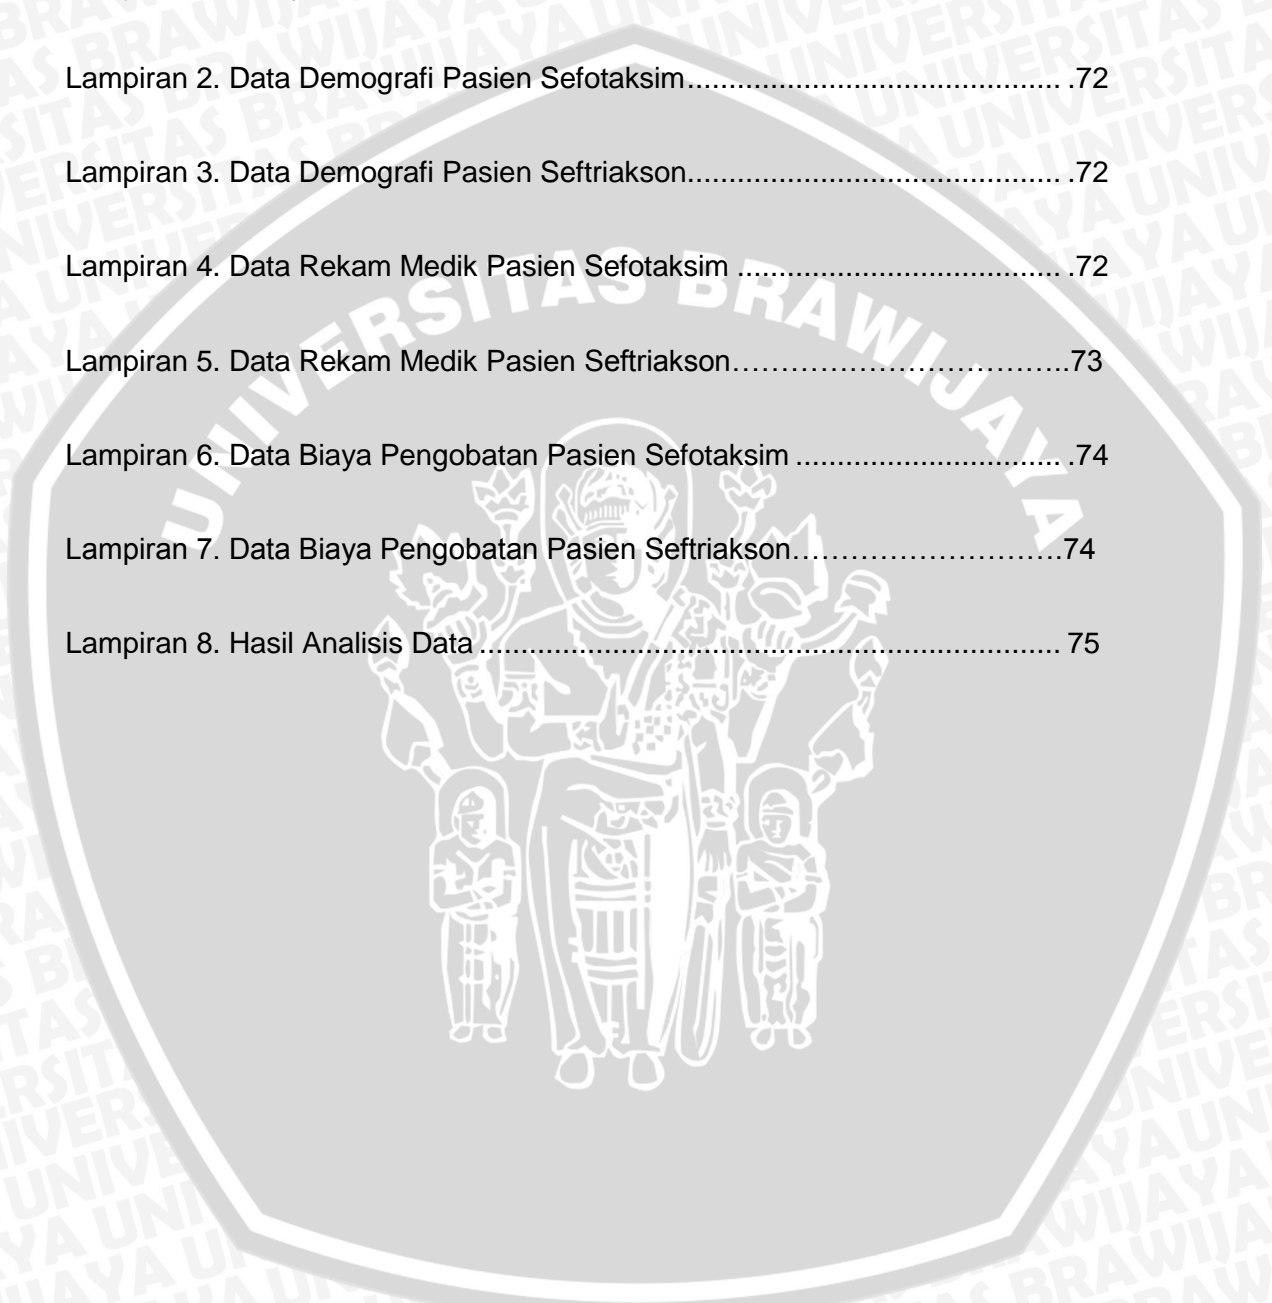 Lampiran 2. Data Demografi Pasien Sefotaksim............................................. .72
Lampiran 3. Data Demografi Pasien Seftriakson............................................. .72
Lampiran 4. Data Rekam Medik Pasien Sefotaksim ....................................... .72
Lampiran 5. Data Rekam Medik Pasien Seftriakson……………………………..73
Lampiran 6. Data Biaya Pengobatan Pasien Sefotaksim ................................ .74
Lampiran 7. Data Biaya Pengobatan Pasien Seftriakson……………………….74
Lampiran 8. Hasil Analisis Data ...................................................................... 75
UNIVERSITAS BRAWIJAYA